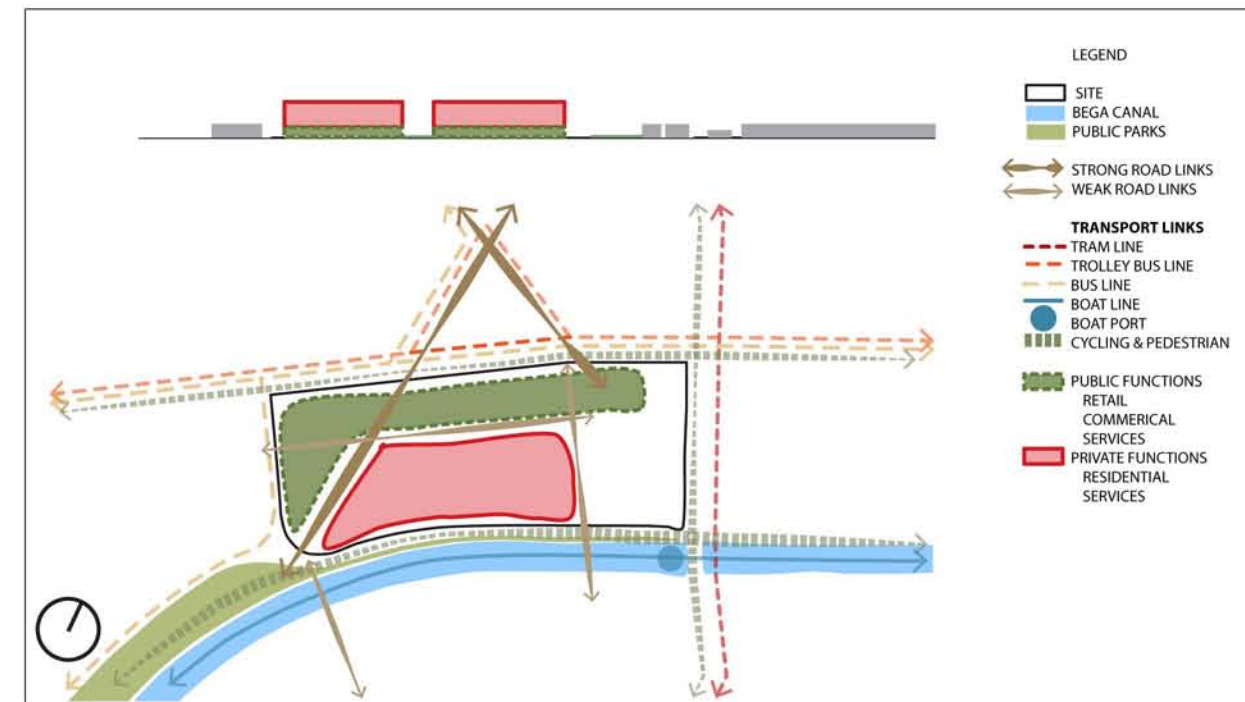 LEGEND
SITE
BEGA CANAL
PUBLIC PARKS
STRONG ROAD LINKS
WEAK ROAD LINKS
TRANSPORT LINKS
TRAM LINE
TROLLEY BUS LINE
BUS LINE
BOAT LINE
BOAT PORT
CYCLING & PEDESTRIAN
PUBLIC FUNCTIONS
RETAIL
COMMERICAL
SERVICES
PRIVATE FUNCTIONS
RESIDENTIAL
SERVICES